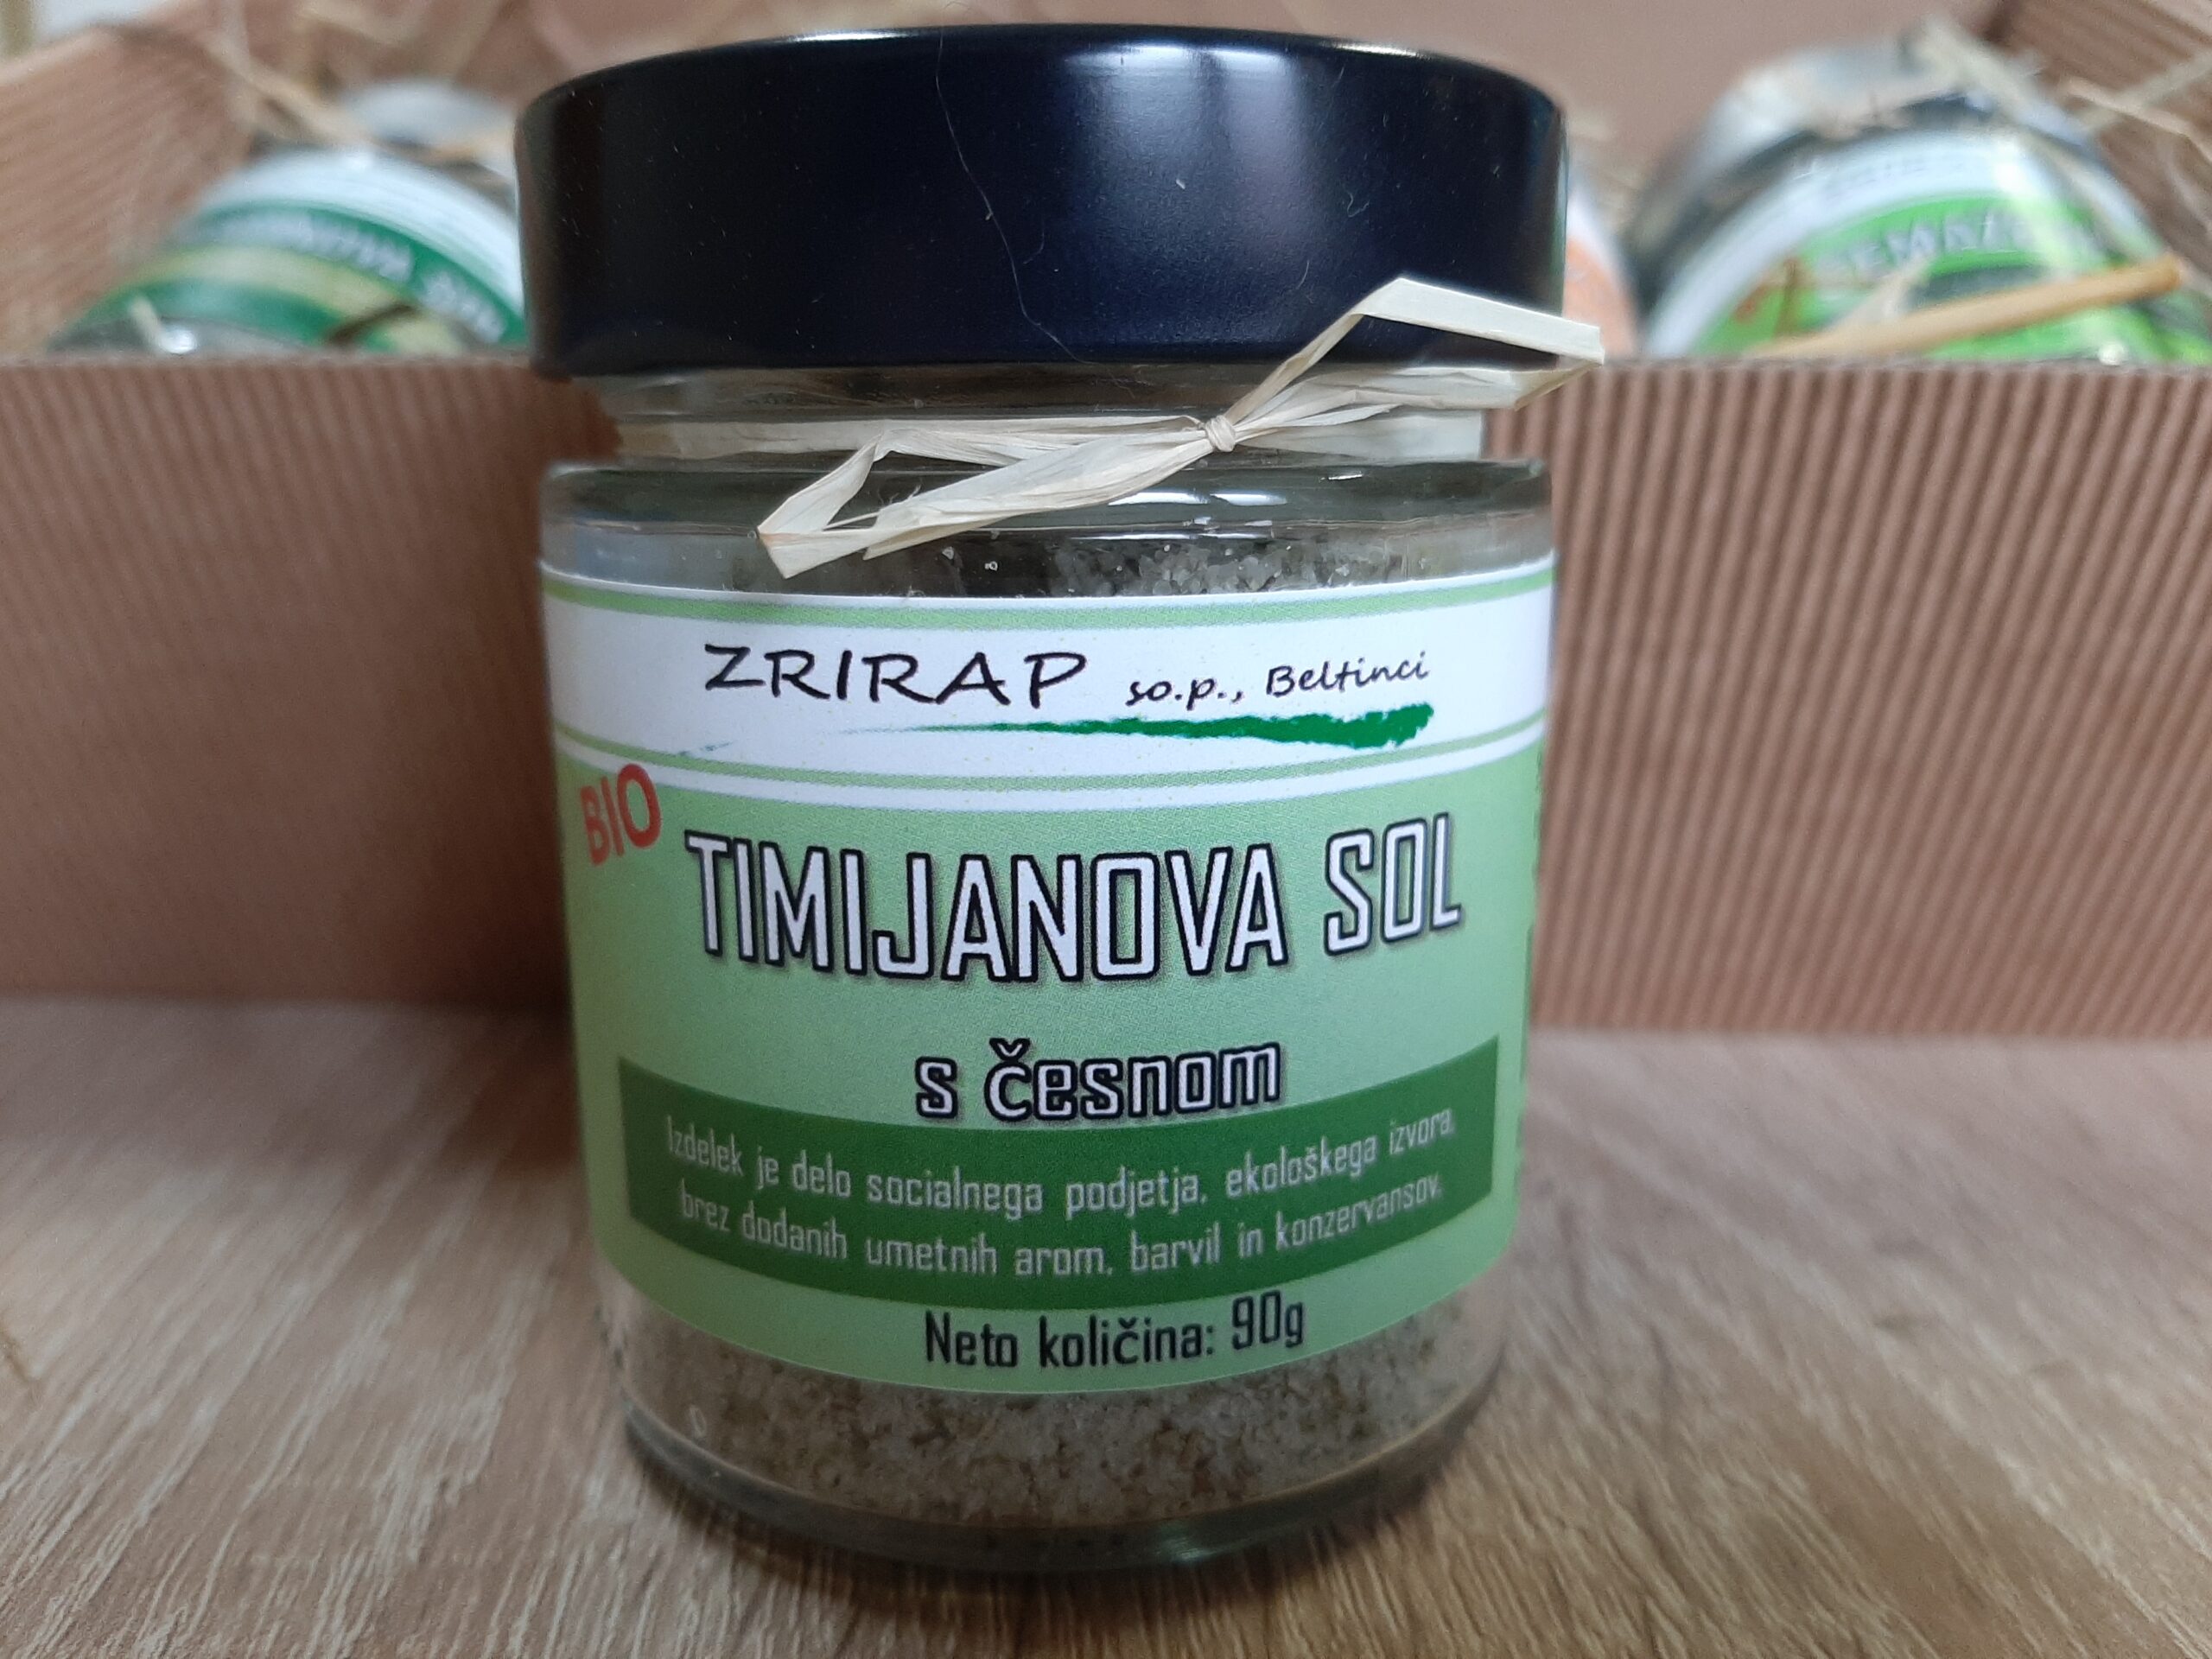 ZRIRAP so.p., Beltinci
BIO
TIMIJANOVA SOL
s česnom
Izdelek je delo socialnega podjetja, ekološkega izvora,
brez dodanih umetnih arom, barvil in konzervansov.
Neto količina: 90g